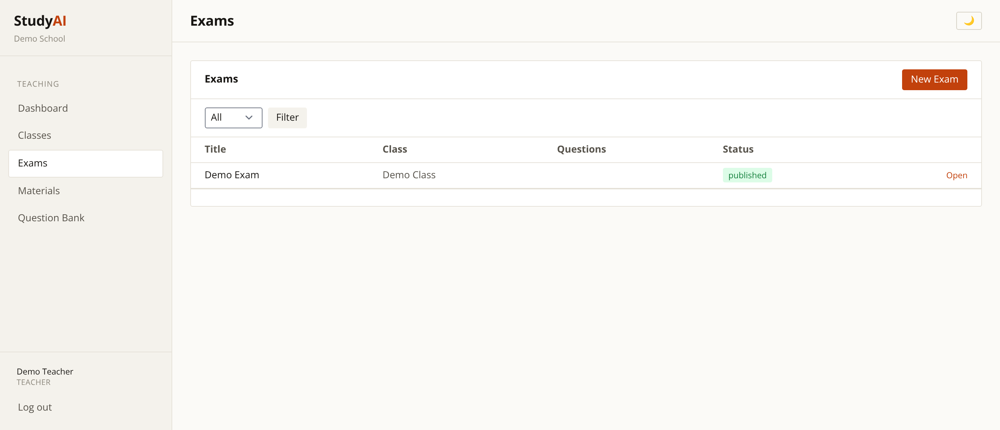 StudyAI
Demo School
TEACHING
Dashboard
Classes
Exams
Materials
Question Bank
Demo Teacher
TEACHER
Log out
Exams
Exams
New Exam
All
Filter
Title Class Questions Status
Demo Exam Demo Class published Open